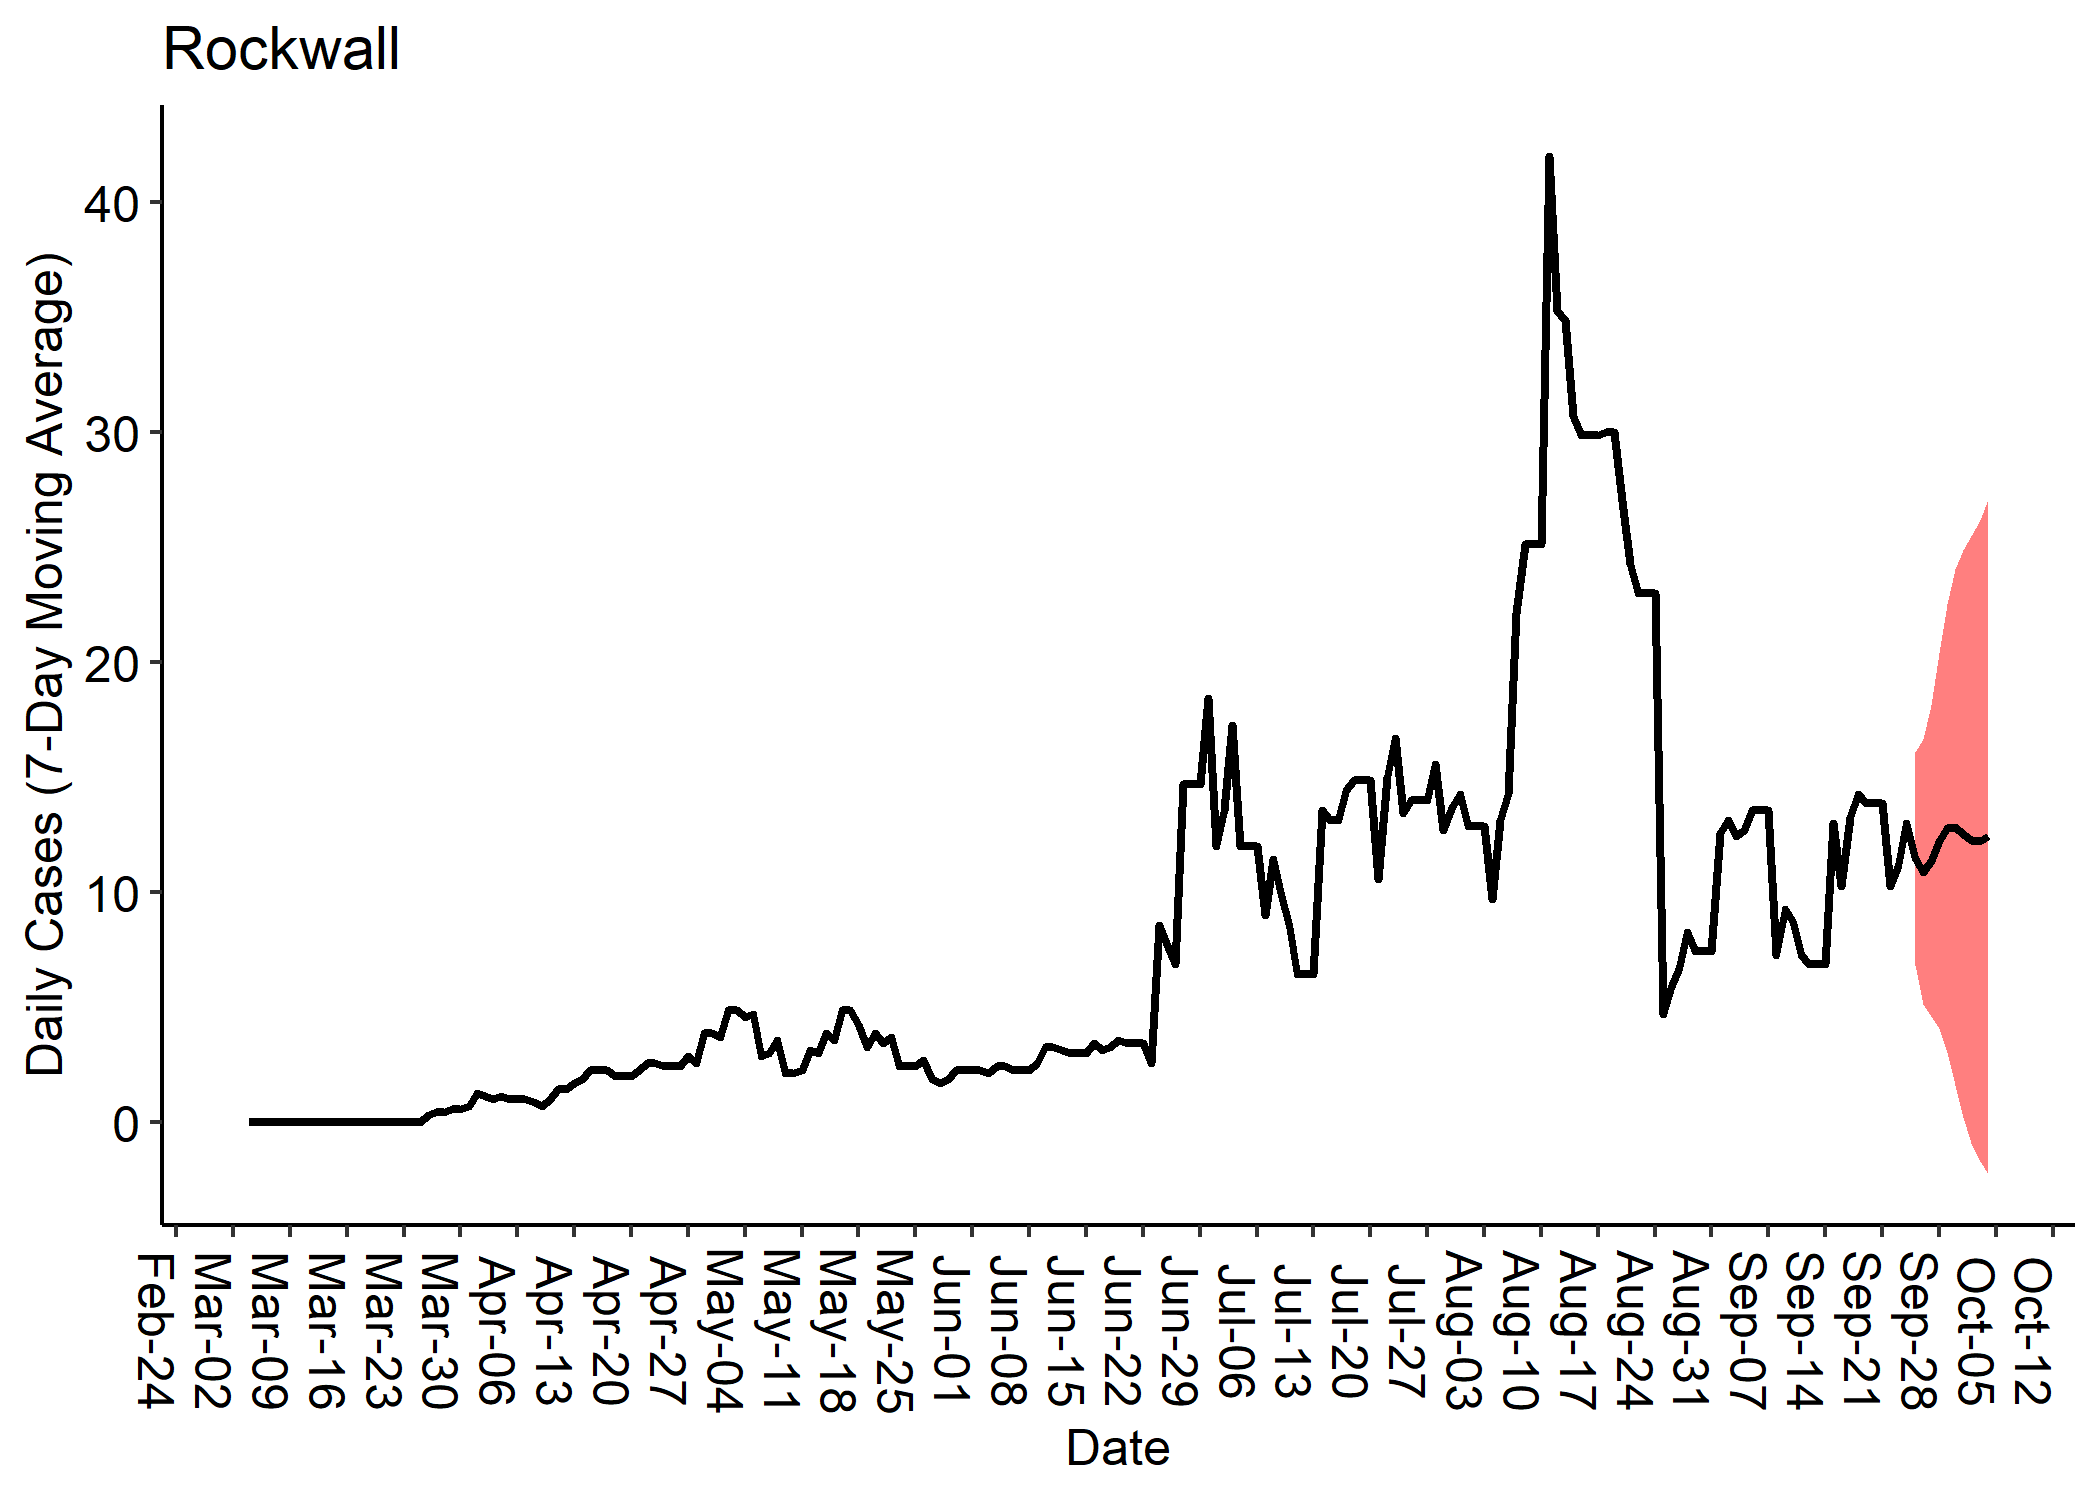 Rockwall
Daily Cases (7-Day Moving Average)
40
30
20
10
0
Feb-24
Mar-02
Mar-09
Mar-16
Mar-23
Mar-30
Apr-06
Apr-13
Apr-20
Apr-27
May-04
May-11
May-18
May-25
Jun-01
Jun-08
Jun-15
Jun-22
Jun-29
Jul-06
Jul-13
Jul-20
Jul-27
Aug-03
Aug-10
Aug-17
Aug-24
Aug-31
Sep-07
Sep-14
Sep-21
Sep-28
Oct-05
Oct-12
Date